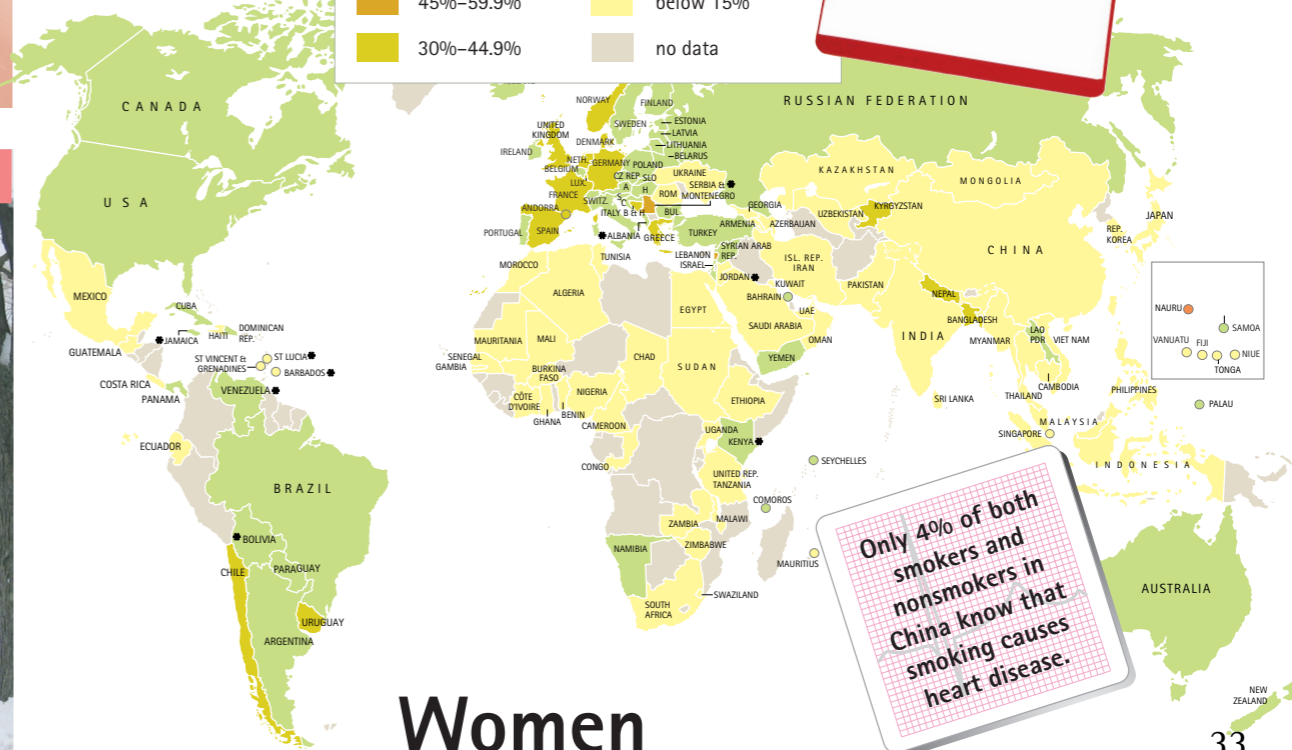 45%–59.9%
below 15%
30%–44.9%
no data
CANADA
USA
MEXICO
CUBA
JAMAICA
HAITI
DOMINICAN
REP.
GUATEMALA
ST VINCENT &
GRENADINES
ST LUCIA
BARBADOS
COSTA RICA
PANAMA
VENEZUELA
ECUADOR
BRAZIL
BOLIVIA
CHILE
PARAGUAY
URUGUAY
ARGENTINA
NORWAY
FINLAND
SWEDEN
ESTONIA
LATVIA
LITHUANIA
BELARUS
UNITED
KINGDOM
DENMARK
IRELAND
NETH.
BELGIUM
GERMANY
POLAND
LUX.
CZ REP.
SLO
UKRAINE
FRANCE
SWITZ.
A
H
S
C
ROM
SERBIA &
MONTENEGRO
ANDORRA
ITALY
B & H
BUL
PORTUGAL
SPAIN
ALBANIA
GREECE
TURKEY
GEORGIA
ARMENIA
AZERBAIJAN
RUSSIAN FEDERATION
KAZAKHSTAN
MONGOLIA
UZBEKISTAN
KYRGYZSTAN
CHINA
JAPAN
REP.
KOREA
MOROCCO
TUNISIA
LEBANON
ISRAEL
SYRIAN ARAB
REP.
JORDAN
ISL. REP.
IRAN
KUWAIT
BAHRAIN
PAKISTAN
NEPAL
UAE
SAUDI ARABIA
OMAN
YEMEN
BANGLADESH
INDIA
MYANMAR
LAO
PDR
VIET NAM
CAMBODIA
THAILAND
SRI LANKA
PHILIPPINES
MALAYSIA
SINGAPORE
INDONESIA
ALGERIA
EGYPT
MAURITANIA
MALI
SENEGAL
GAMBIA
CHAD
SUDAN
BURKINA
FASO
CÔTE
D'IVOIRE
NIGERIA
GHANA
BENIN
CAMEROON
ETHIOPIA
UGANDA
KENYA
CONGO
UNITED REP.
TANZANIA
SEYCHELLES
COMOROS
ZAMBIA
MALAWI
ZIMBABWE
NAMIBIA
MAURITIUS
SWAZILAND
SOUTH
AFRICA
NAURU
SAMOA
VANUATU
FIJI
NIUE
TONGA
PALAU
AUSTRALIA
NEW
ZEALAND
Only 4% of both
smokers and
nonsmokers in
China know that
smoking causes
heart disease.
Women
33